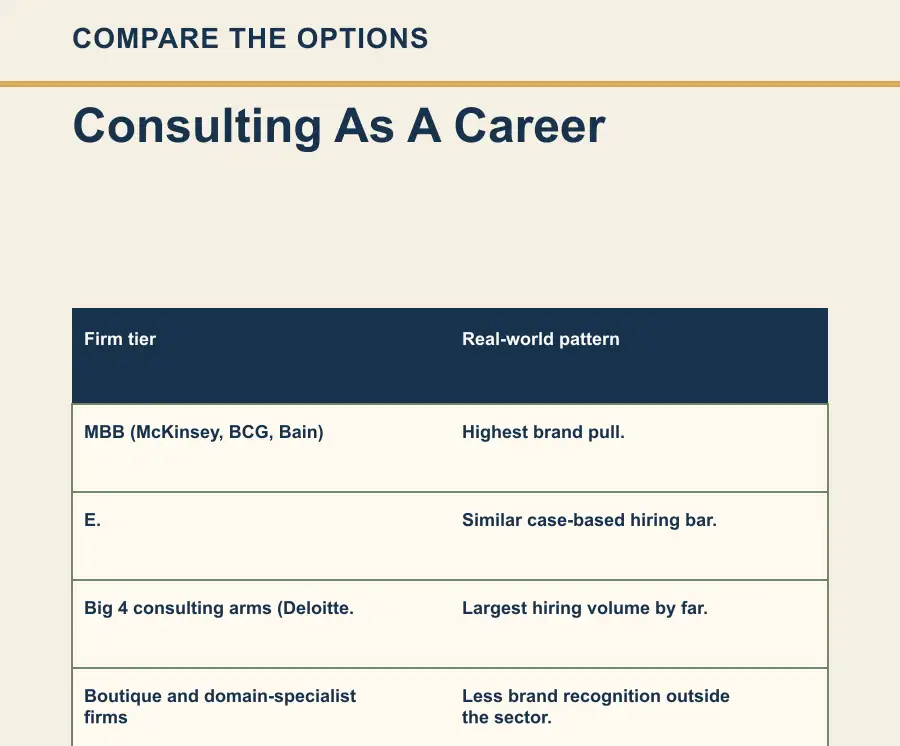 COMPARE THE OPTIONS
Consulting As A Career
Firm tier
Real-world pattern
MBB (McKinsey, BCG, Bain)
Highest brand pull.
E.
Similar case-based hiring bar.
Big 4 consulting arms (Deloitte.
Largest hiring volume by far.
Boutique and domain-specialist
firms
Less brand recognition outside
the sector.